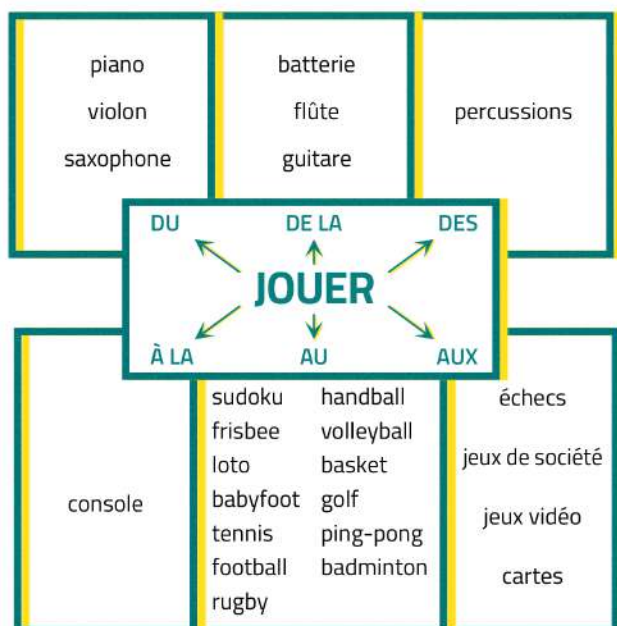 piano
violon
saxophone
batterie
flûte
guitare
percussions
DU
DE LA
DES
JOUER
À LA
AU
AUX
console
sudoku
frisbee
loto
babyfoot
tennis
football
rugby
handball
volleyball
basket
golf
ping-pong
badminton
échecs
jeux de société
jeux vidéo
cartes